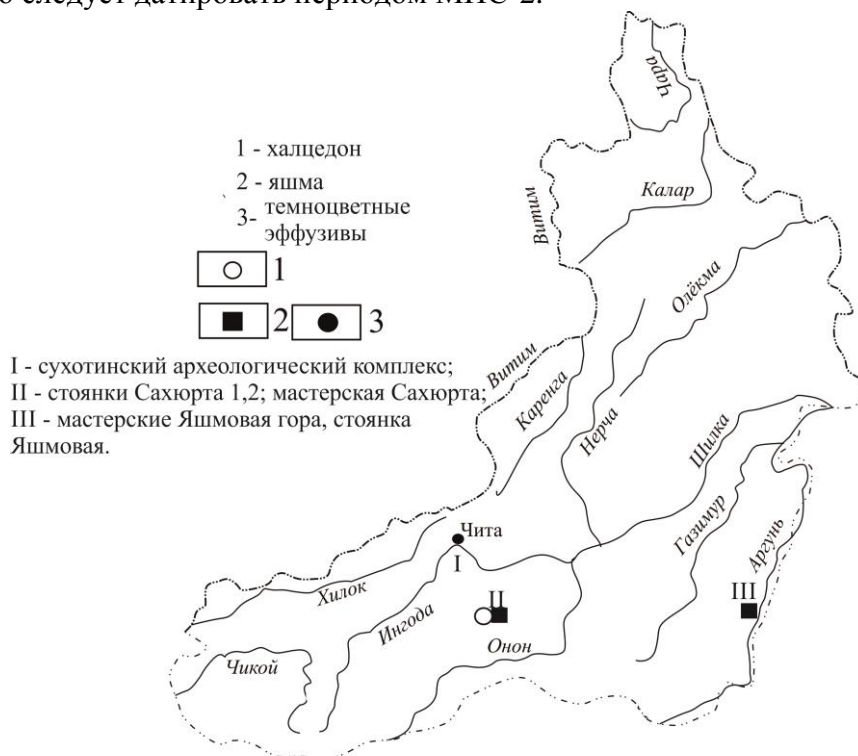 о следует датировать периодом МИС-2.
1 - халцедон
2 - яшма
3- темноцветные
эффузивы
1
2
3
I - сухотинский археологический комплекс;
II - стоянки Сахюрта 1,2; мастерская Сахюрта;
III - мастерские Яшмовая гора, стоянка
Яшмовая.
Чара
Калар
Витим
Олёкма
Витим
Каренга
Нерча
Шилка
Газимур
Аргунь
Чита
I
Хилок
Ингода
II
III
Онон
Чикой